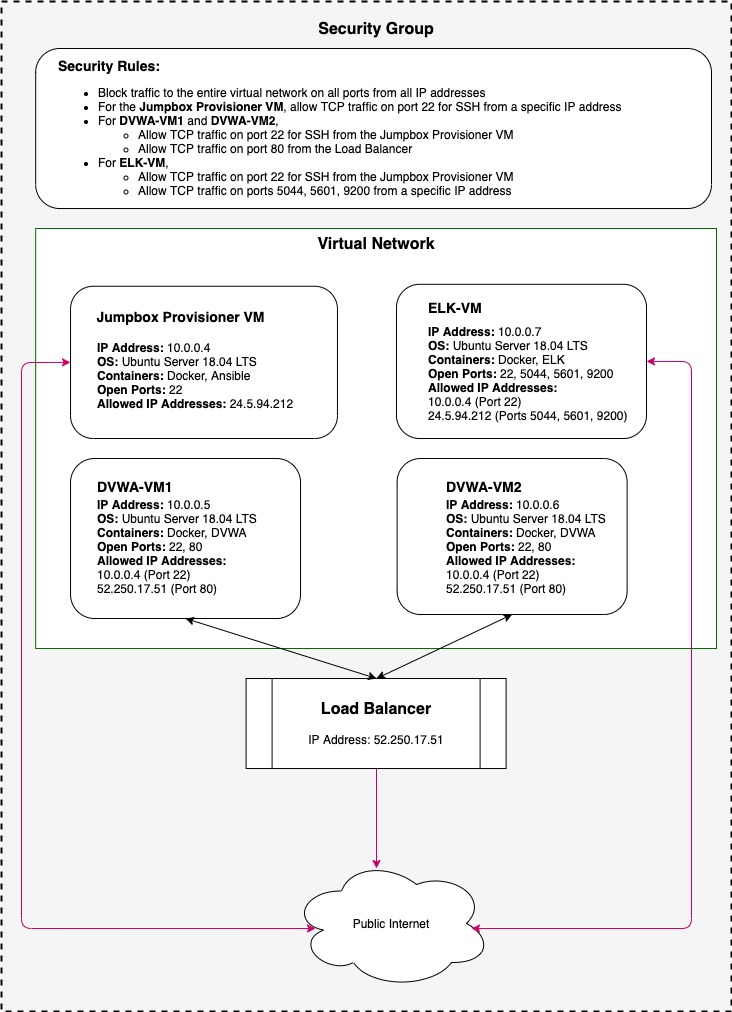 Security Group
Security Rules:
• Block traffic to the entire virtual network on all ports from all IP addresses
• For the Jumpbox Provisioner VM, allow TCP traffic on port 22 for SSH from a specific IP address
• For DVWA-VM1 and DVWA-VM2,
○ Allow TCP traffic on port 22 for SSH from the Jumpbox Provisioner VM
○ Allow TCP traffic on port 80 from the Load Balancer
• For ELK-VM,
○ Allow TCP traffic on port 22 for SSH from the Jumpbox Provisioner VM
○ Allow TCP traffic on ports 5044, 5601, 9200 from a specific IP address
Virtual Network
Jumpbox Provisioner VM
IP Address: 10.0.0.4
OS: Ubuntu Server 18.04 LTS
Containers: Docker, Ansible
Open Ports: 22
Allowed IP Addresses: 24.5.94.212
ELK-VM
IP Address: 10.0.0.7
OS: Ubuntu Server 18.04 LTS
Containers: Docker, ELK
Open Ports: 22, 5044, 5601, 9200
Allowed IP Addresses:
10.0.0.4 (Port 22)
24.5.94.212 (Ports 5044, 5601, 9200)
DVWA-VM1
IP Address: 10.0.0.5
OS: Ubuntu Server 18.04 LTS
Containers: Docker, DVWA
Open Ports: 22, 80
Allowed IP Addresses:
10.0.0.4 (Port 22)
52.250.17.51 (Port 80)
DVWA-VM2
IP Address: 10.0.0.6
OS: Ubuntu Server 18.04 LTS
Containers: Docker, DVWA
Open Ports: 22, 80
Allowed IP Addresses:
10.0.0.4 (Port 22)
52.250.17.51 (Port 80)
Load Balancer
IP Address: 52.250.17.51
Public Internet